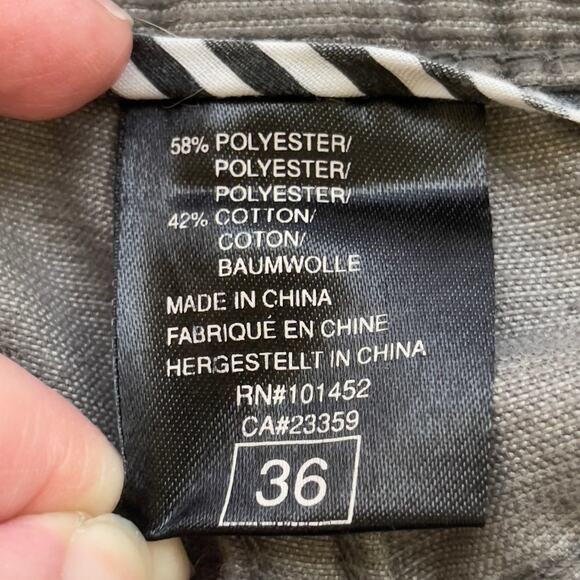 58% POLYESTER/
POLYESTER/
POLYESTER/
42% COTTON/
COTON/
BAUMWOLLE
MADE IN CHINA
FABRIQUÉ EN CHINE
HERGESTELLT IN CHINA
RN#101452
CA#23359
36